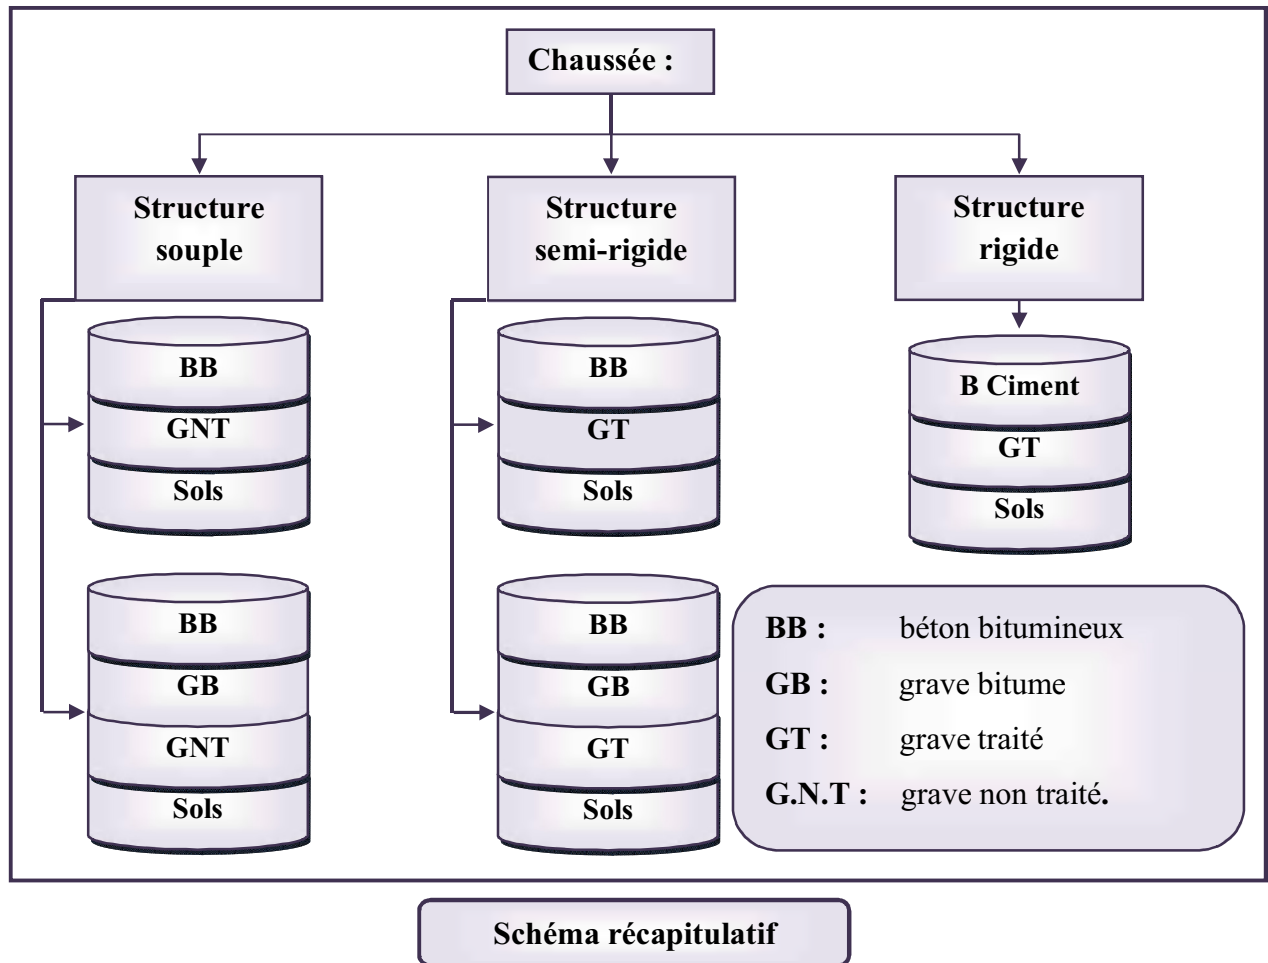 Chaussée :
Structure
souple
Structure
semi-rigide
Structure
rigide
BB
GNT
Sols
BB
GT
Sols
B Ciment
GT
Sols
BB
GB
GNT
Sols
BB
GB
GT
Sols
BB : béton bitumineux
GB : grave bitume
GT : grave traité
G.N.T : grave non traité.
Schéma récapitulatif